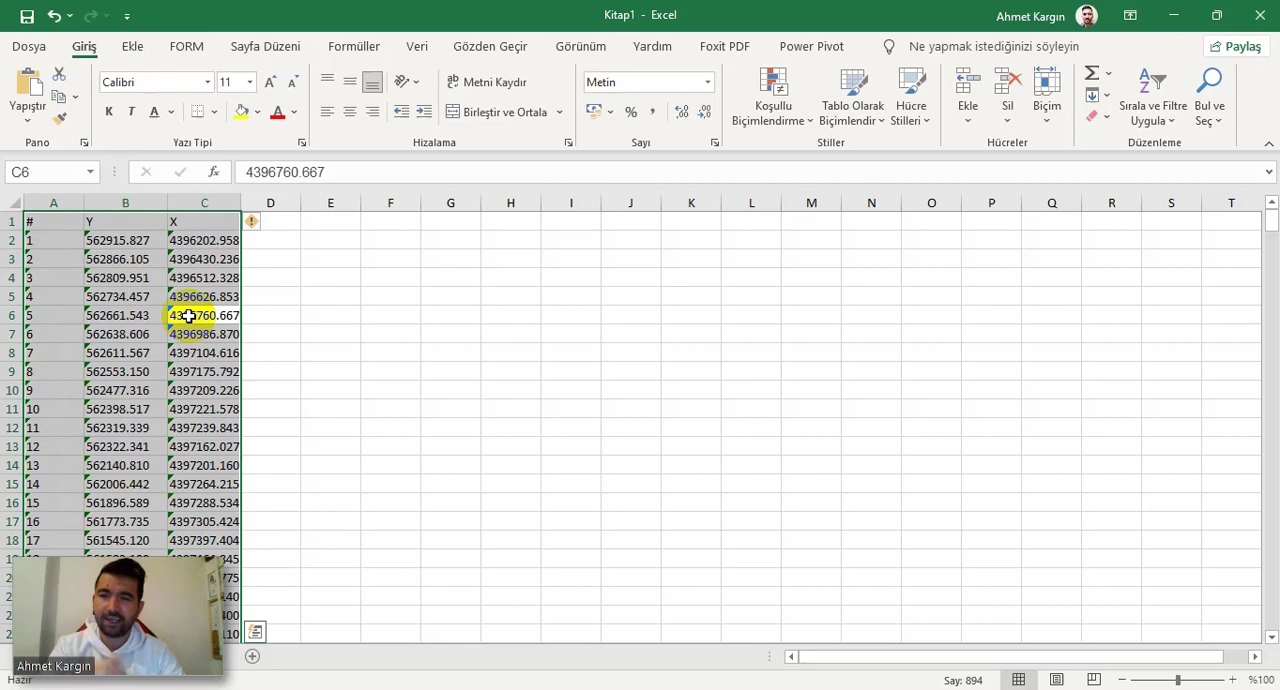 Kitap1 - Excel
Ahmet Kargın
Dosya Giriş Ekle FORM Sayfa Düzeni Formüller Veri Gözden Geçir Görünüm Yardım Foxit PDF Power Pivot Ne yapmak istediğinizi söyleyin Paylaş
Yapıştır
Calibri 11
K T A
A A
Metni Kaydır
Birleştir ve Ortala
Metin
%
Koşullu Biçimlendirme
Tablo Olarak Biçimlendir
Hücre Stilleri
Ekle Sil Biçim
Sırala ve Filtre Uygula
Bul ve Seç
Pano Yazı Tipi Hizalama Sayı Stiller Hücreler Düzenleme
C6 fx 4396760.667
A B C D E F G H I J K L M N O P Q R S T
1 # Y X
2 1 562915.827 4396202.958
3 2 562866.105 4396430.236
4 3 562809.951 4396512.328
5 4 562734.457 4396626.853
6 5 562661.543 4396760.667
7 6 562638.606 4396986.870
8 7 562611.567 4397104.616
9 8 562553.150 4397175.792
10 9 562477.316 4397209.226
11 10 562398.517 4397221.578
12 11 562319.339 4397239.843
13 12 562322.341 4397162.027
14 13 562140.810 4397201.160
15 14 562006.442 4397264.215
16 15 561896.589 4397288.534
17 16 561773.735 4397305.424
18 17 561545.120 4397397.404
Ahmet Kargın
Hazır
Say: 894
%100